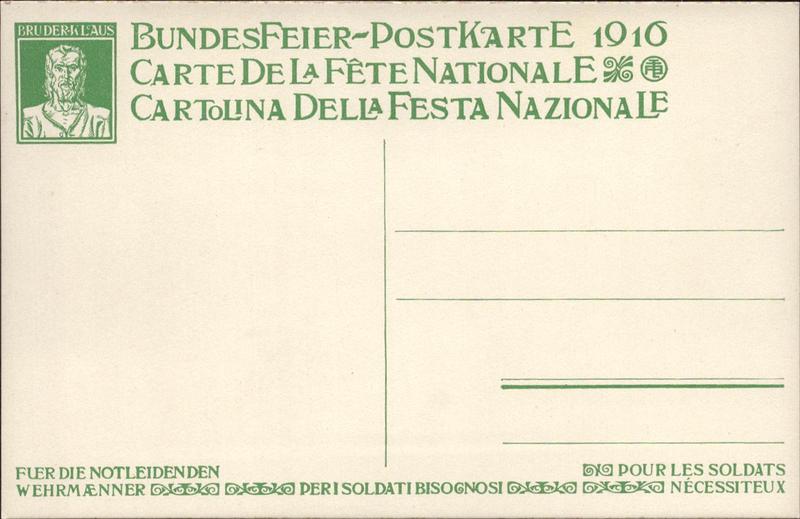 BRUDER·KLAUS
BUNDESFEIER-POSTKARTE 1916
CARTE DE LA FÊTE NATIONALE
CARTOLINA DELLA FESTA NAZIONALE
FUER DIE NOTLEIDENDEN
WEHRMÆNNER
PER I SOLDATI BISOGNOSI
POUR LES SOLDATS
NÉCESSITEUX